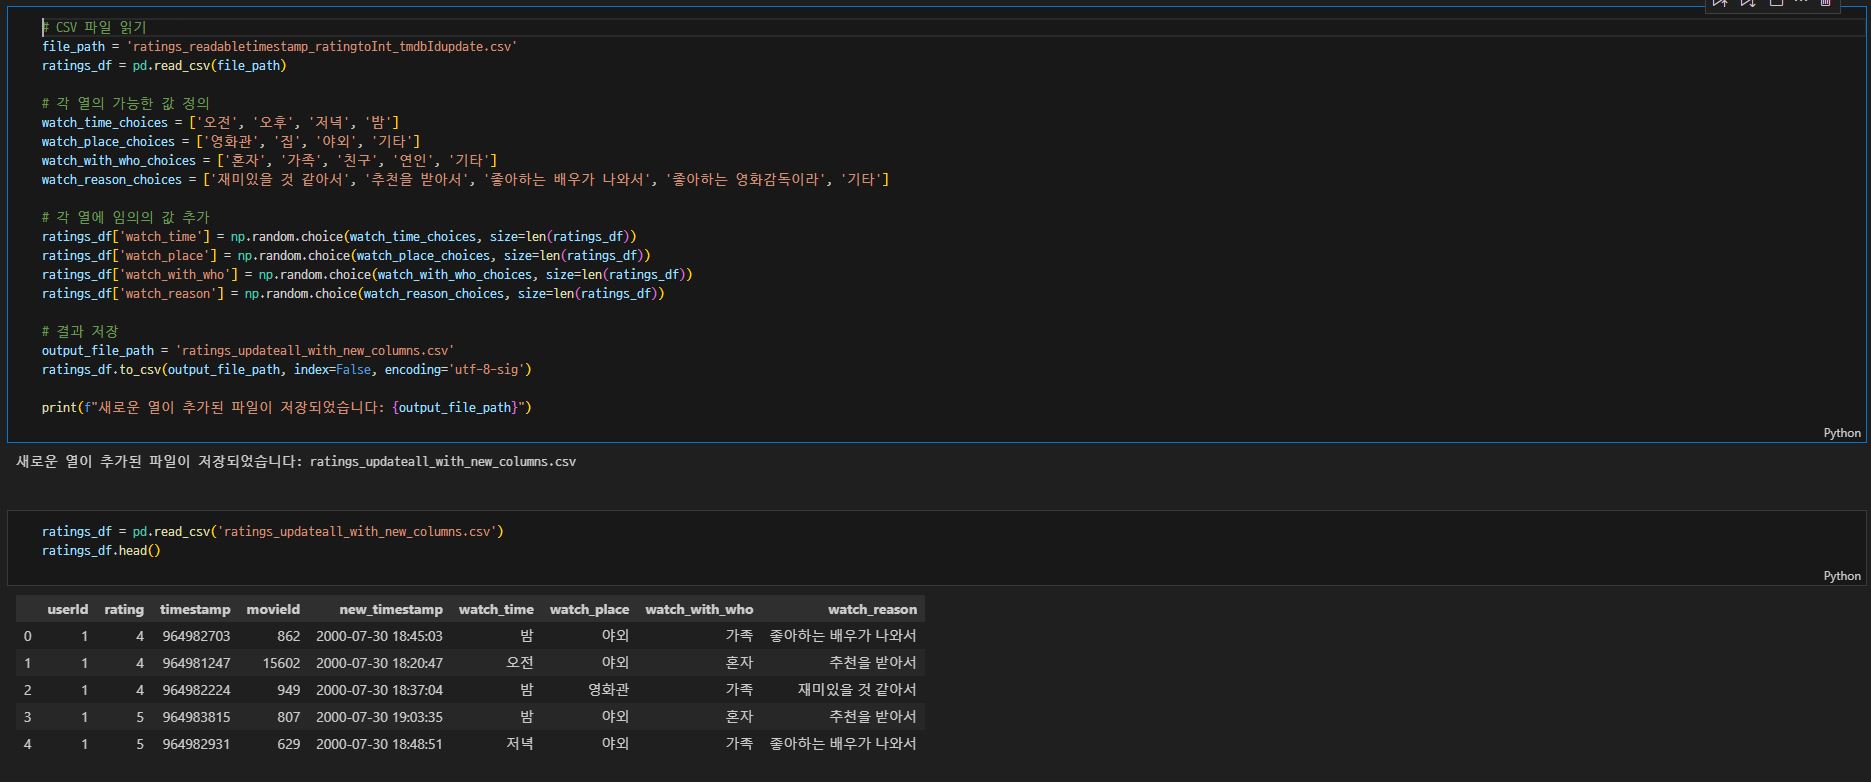 # CSV 파일 읽기
file_path = 'ratings_readabletimestamp_ratingtoInt_tmdbIdupdate.csv'
ratings_df = pd.read_csv(file_path)
# 각 열의 가능한 값 정의
watch_time_choices = ['오전', '오후', '저녁', '밤']
watch_place_choices = ['영화관', '집', '야외', '기타']
watch_with_who_choices = ['혼자', '가족', '친구', '연인', '기타']
watch_reason_choices = ['재미있을 것 같아서', '추천을 받아서', '좋아하는 배우가 나와서', '좋아하는 영화감독이라', '기타']
# 각 열에 임의의 값 추가
ratings_df['watch_time'] = np.random.choice(watch_time_choices, size=len(ratings_df))
ratings_df['watch_place'] = np.random.choice(watch_place_choices, size=len(ratings_df))
ratings_df['watch_with_who'] = np.random.choice(watch_with_who_choices, size=len(ratings_df))
ratings_df['watch_reason'] = np.random.choice(watch_reason_choices, size=len(ratings_df))
# 결과 저장
output_file_path = 'ratings_updateall_with_new_columns.csv'
ratings_df.to_csv(output_file_path, index=False, encoding='utf-8-sig')
print(f"새로운 열이 추가된 파일이 저장되었습니다: {output_file_path}")
Python
새로운 열이 추가된 파일이 저장되었습니다: ratings_updateall_with_new_columns.csv
ratings_df = pd.read_csv('ratings_updateall_with_new_columns.csv')
ratings_df.head()
Python
userId rating timestamp movieId new_timestamp watch_time watch_place watch_with_who watch_reason
0 1 4 964982703 862 2000-07-30 18:45:03 밤 야외 가족 좋아하는 배우가 나와서
1 1 4 964981247 15602 2000-07-30 18:20:47 오전 야외 혼자 추천을 받아서
2 1 4 964982224 949 2000-07-30 18:37:04 밤 영화관 가족 재미있을 것 같아서
3 1 5 964983815 807 2000-07-30 19:03:35 밤 야외 혼자 추천을 받아서
4 1 5 964982931 629 2000-07-30 18:48:51 저녁 야외 가족 좋아하는 배우가 나와서